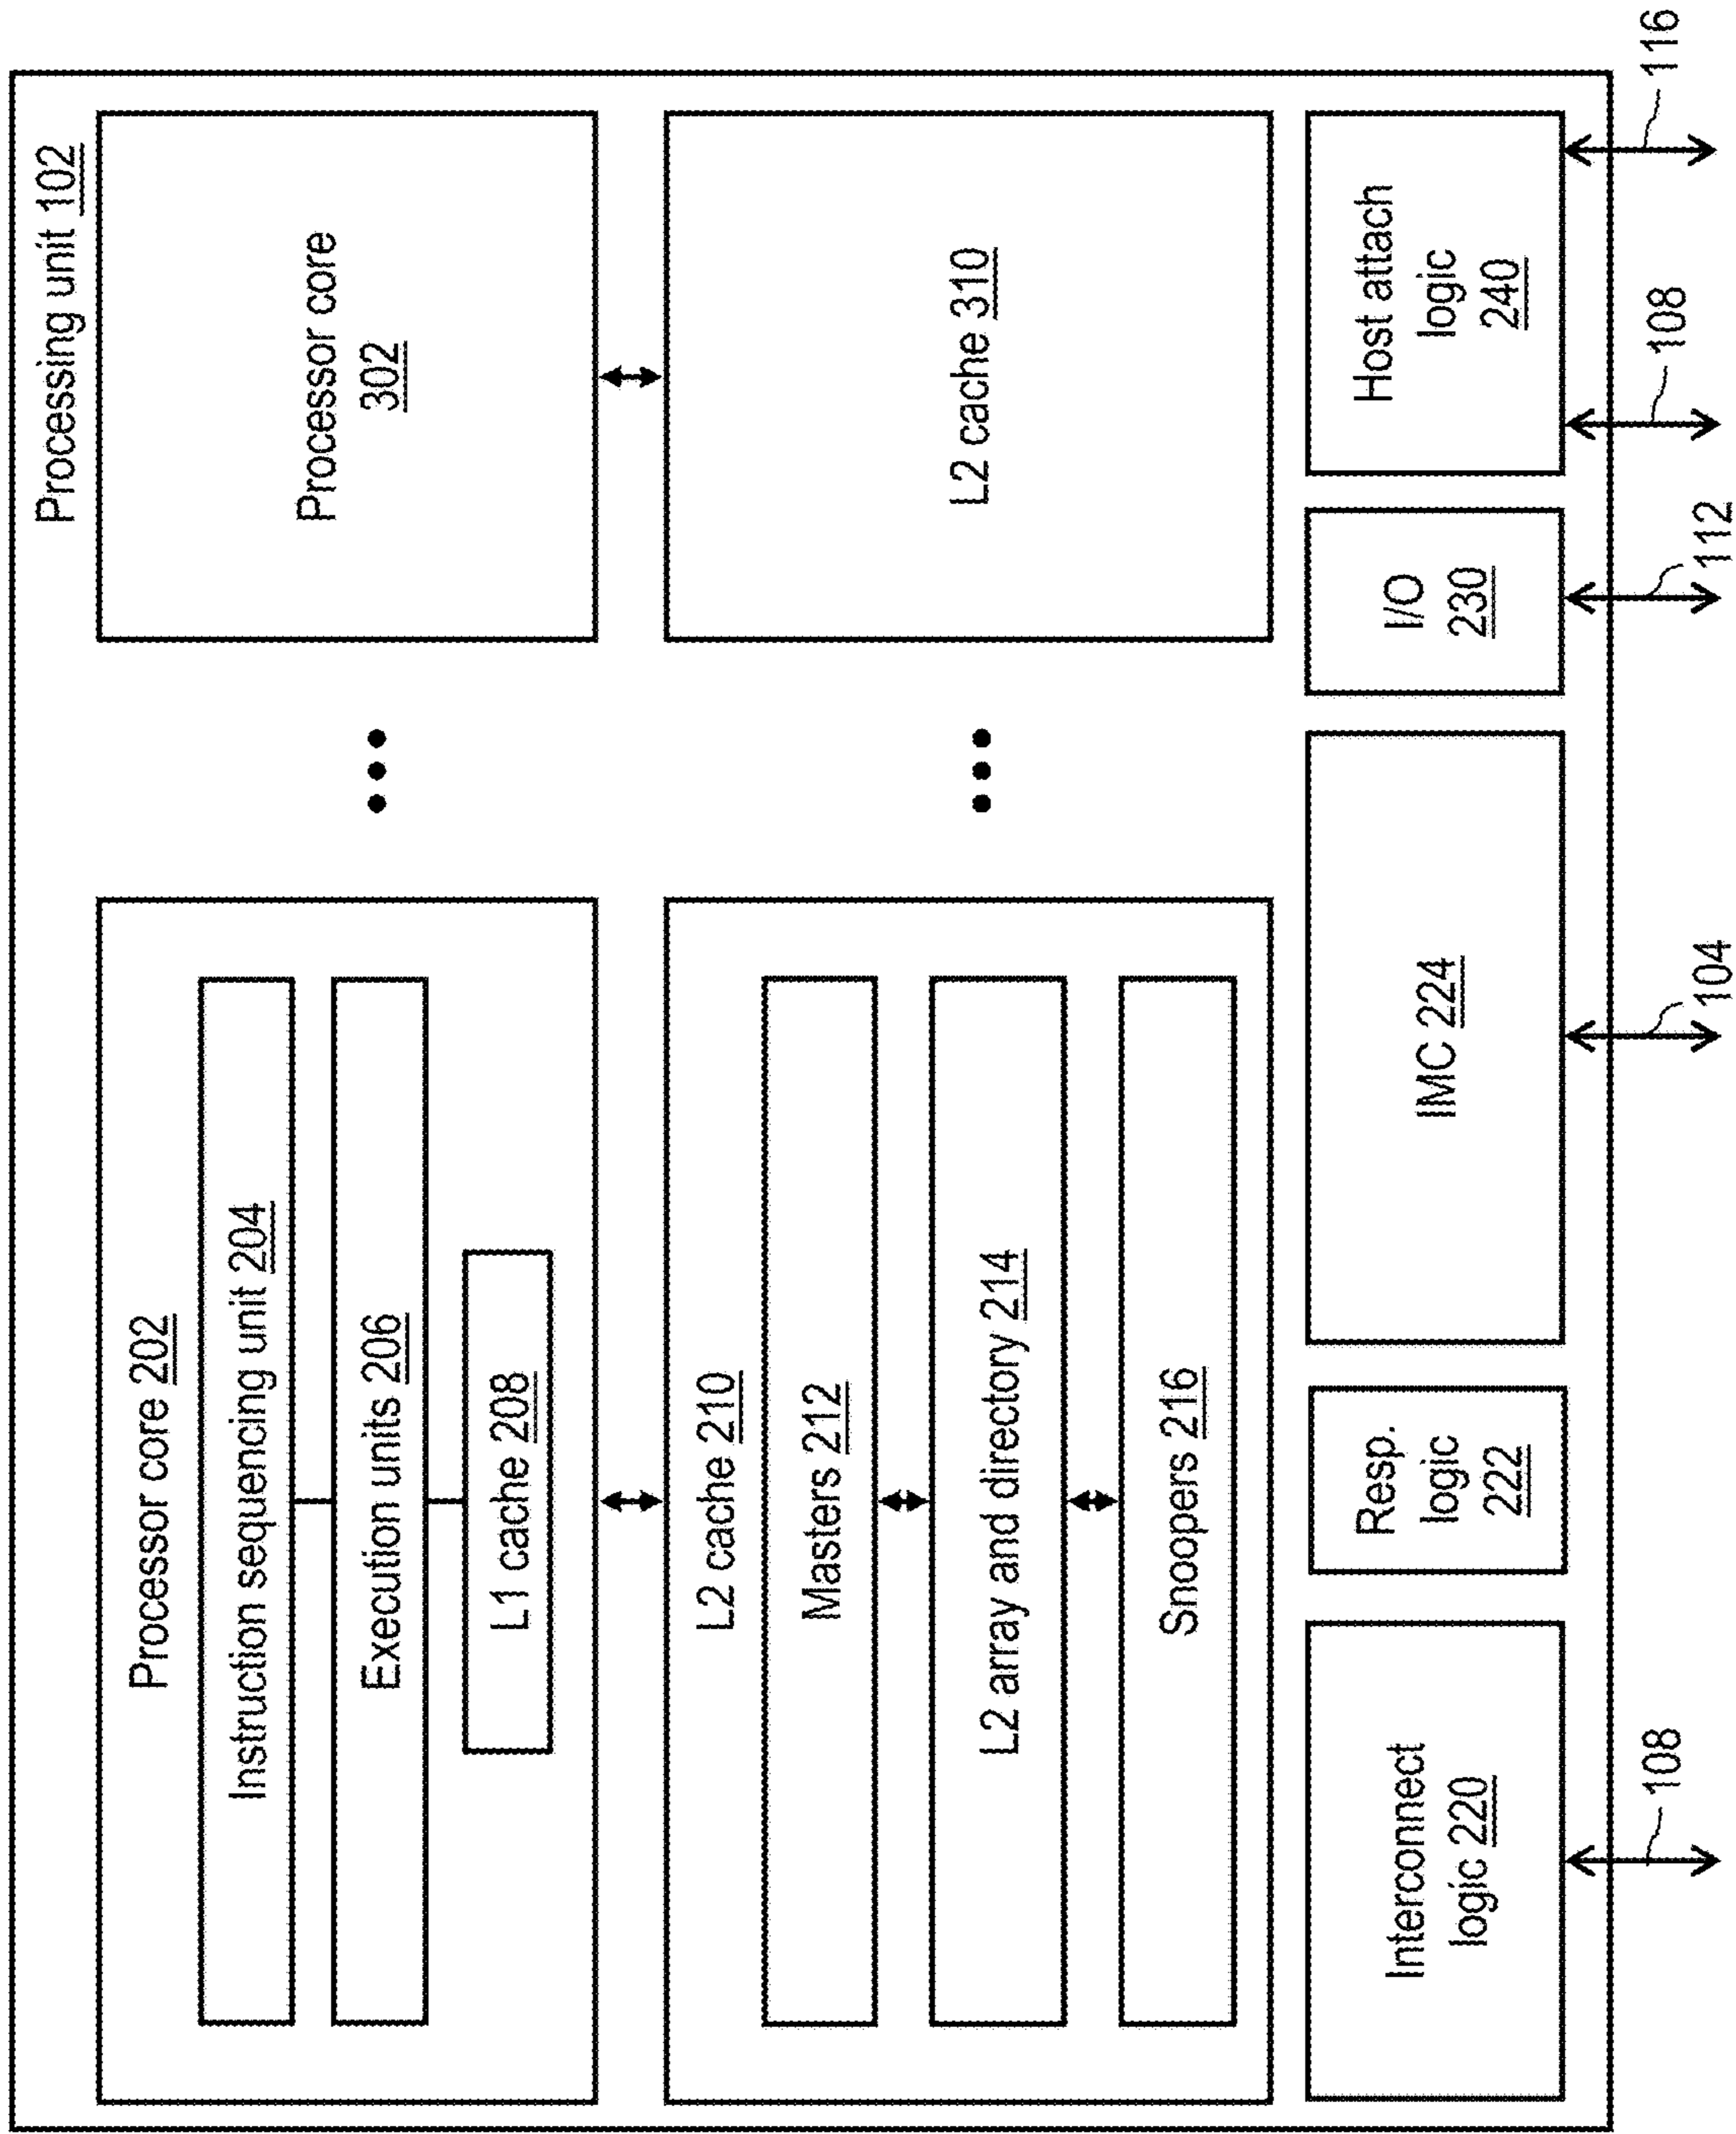 Processing unit 102
Processor core 202
Instruction sequencing unit 204
Execution units 206
L1 cache 208
Processor core
302
L2 cache 210
Masters 212
L2 array and directory 214
Snoopers 216
L2 cache 310
Interconnect
logic 220
Resp.
logic
222
IMC 224
I/O
230
Host attach
logic
240
108
104
112
108
116